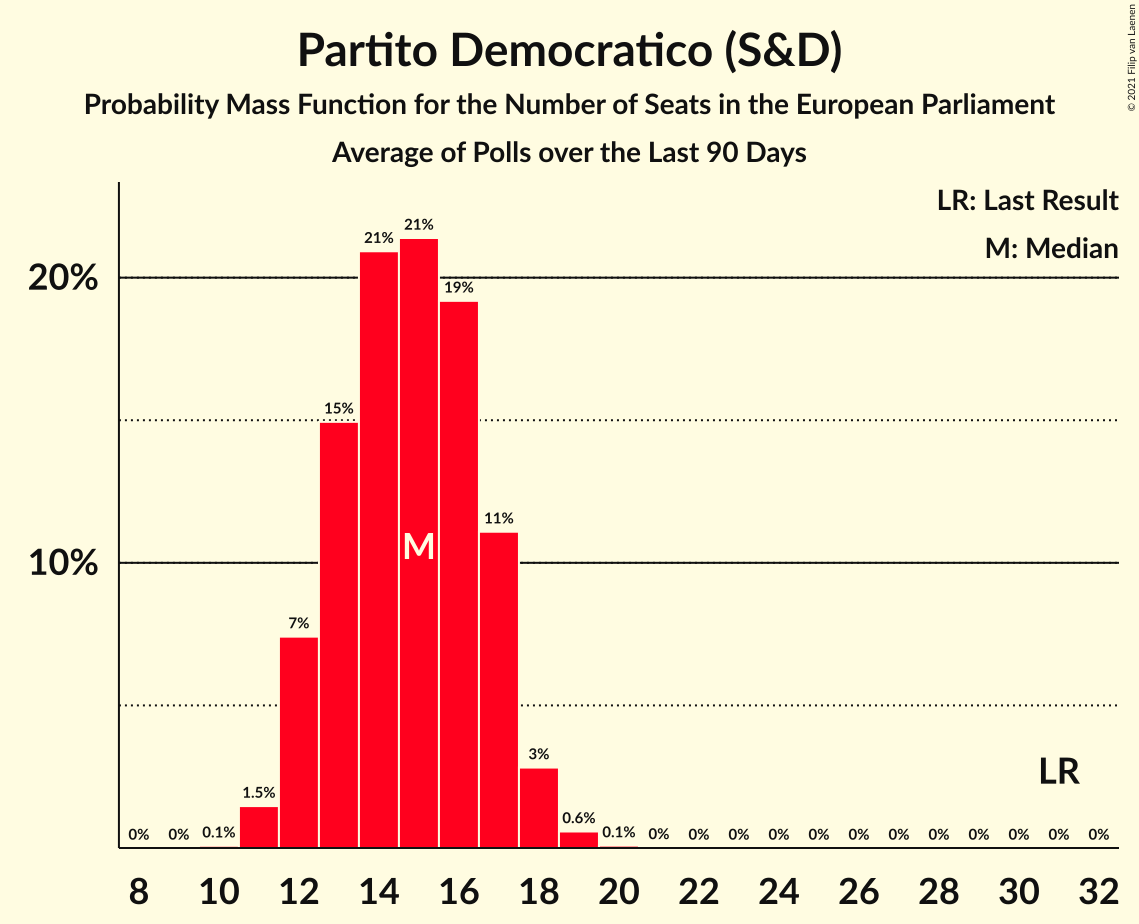 Partito Democratico (S&D)
Probability Mass Function for the Number of Seats in the European Parliament
Average of Polls over the Last 90 Days
© 2021 Filip van Laenen
LR: Last Result
M: Median
20%
10%
0% 0% 0.1% 1.5% 7% 15% 21% 21% 19% 11% 3% 0.6% 0.1% 0% 0% 0% 0% 0% 0% 0% 0% 0% 0% 0% 0%
M
LR
8 10 12 14 16 18 20 22 24 26 28 30 32